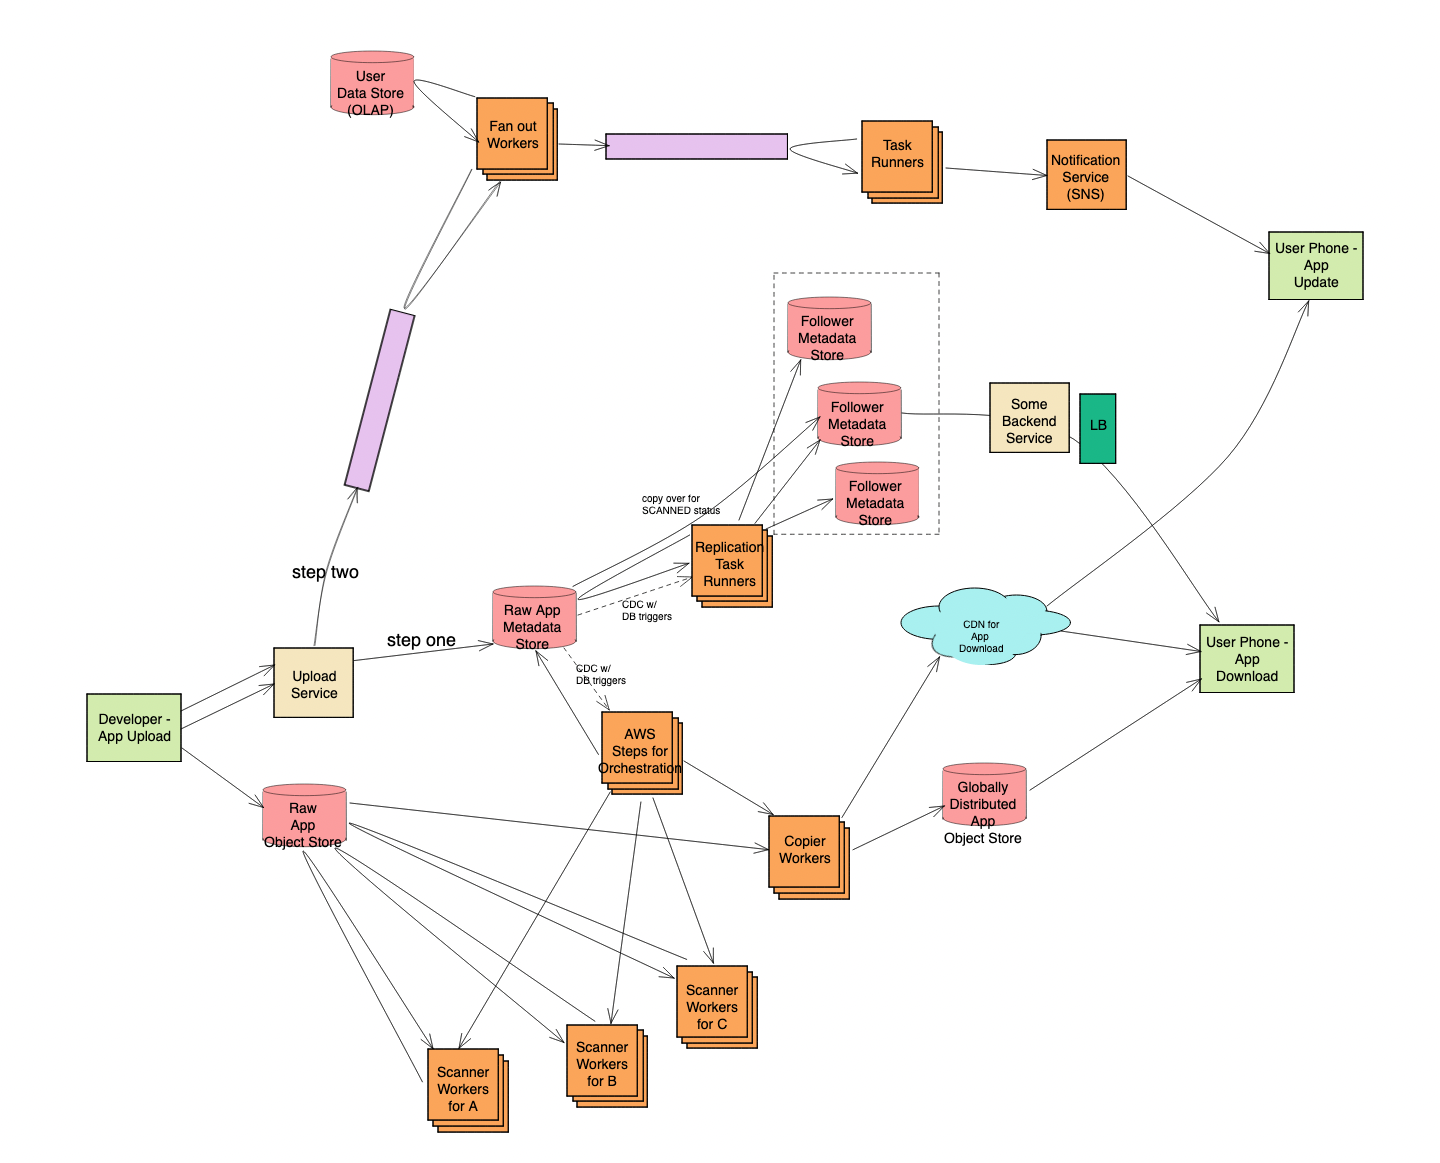 User
Data Store
(OLAP)
Fan out
Workers
Task
Runners
Notification
Service
(SNS)
User Phone -
App
Update
Follower
Metadata
Store
Follower
Metadata
Store
Follower
Metadata
Store
Some
Backend
Service
LB
copy over for
SCANNED status
Replication
Task
Runners
step two
Raw App
Metadata
Store
CDC w/
DB triggers
step one
CDC w/
DB triggers
CDN for
App
Download
User Phone -
App
Download
Upload
Service
Developer -
App Upload
AWS
Steps for
Orchestration
Raw
App
Object Store
Copier
Workers
Globally
Distributed
App
Object Store
Scanner
Workers
for C
Scanner
Workers
for B
Scanner
Workers
for A